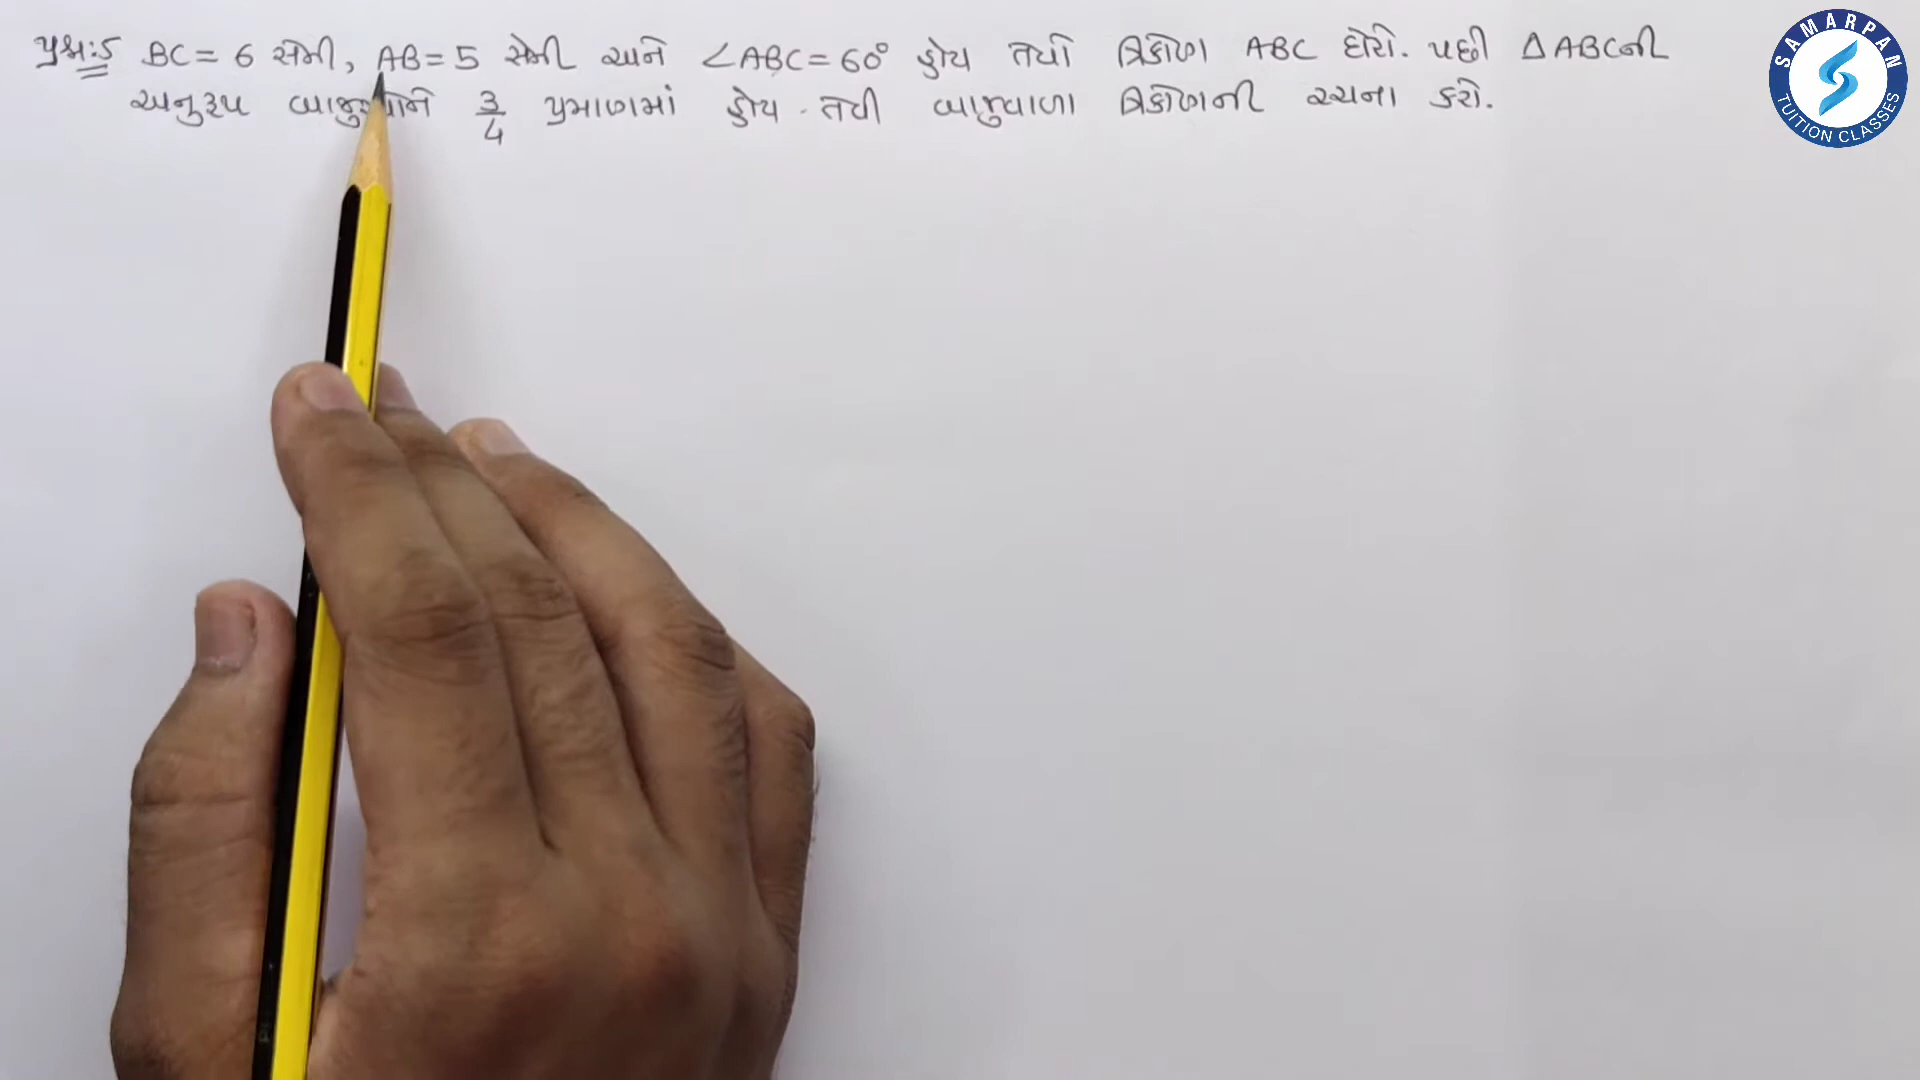 પ્રશ્ન:5 BC = 6 સેમી, AB = 5 સેમી અને ∠ABC = 60° હોય તેવો ત્રિકોણ ABC દોરો. પછી ΔABCની
અનુરૂપ બાજુઓને 3/4 પ્રમાણમાં હોય તેવી બાજુવાળા ત્રિકોણની રચના કરો.
SAMARPAN
TUITION CLASSES